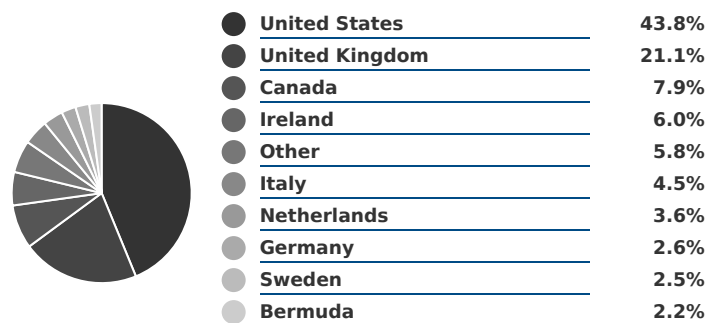 United States 43.8%
United Kingdom 21.1%
Canada 7.9%
Ireland 6.0%
Other 5.8%
Italy 4.5%
Netherlands 3.6%
Germany 2.6%
Sweden 2.5%
Bermuda 2.2%